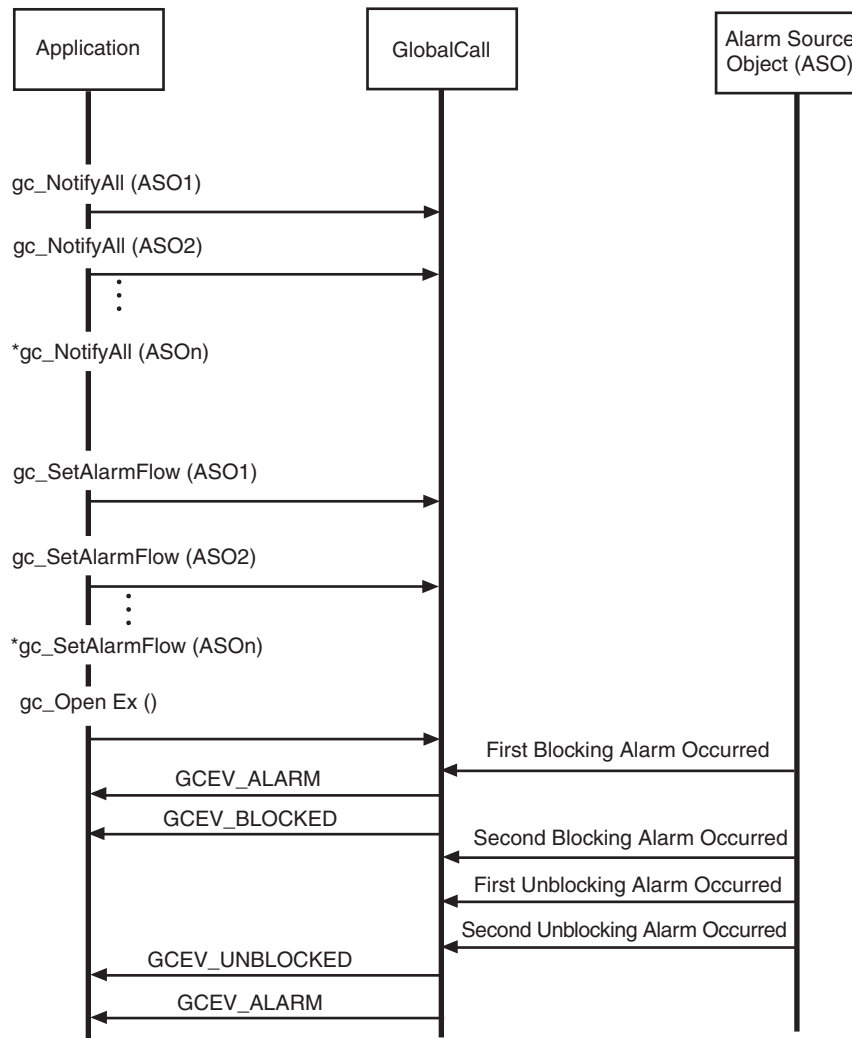 Application
GlobalCall
Alarm Source
Object (ASO)
gc_NotifyAll (ASO1)
gc_NotifyAll (ASO2)
*gc_NotifyAll (ASOn)
gc_SetAlarmFlow (ASO1)
gc_SetAlarmFlow (ASO2)
*gc_SetAlarmFlow (ASOn)
gc_Open Ex ()
First Blocking Alarm Occurred
GCEV_ALARM
GCEV_BLOCKED
Second Blocking Alarm Occurred
First Unblocking Alarm Occurred
Second Unblocking Alarm Occurred
GCEV_UNBLOCKED
GCEV_ALARM